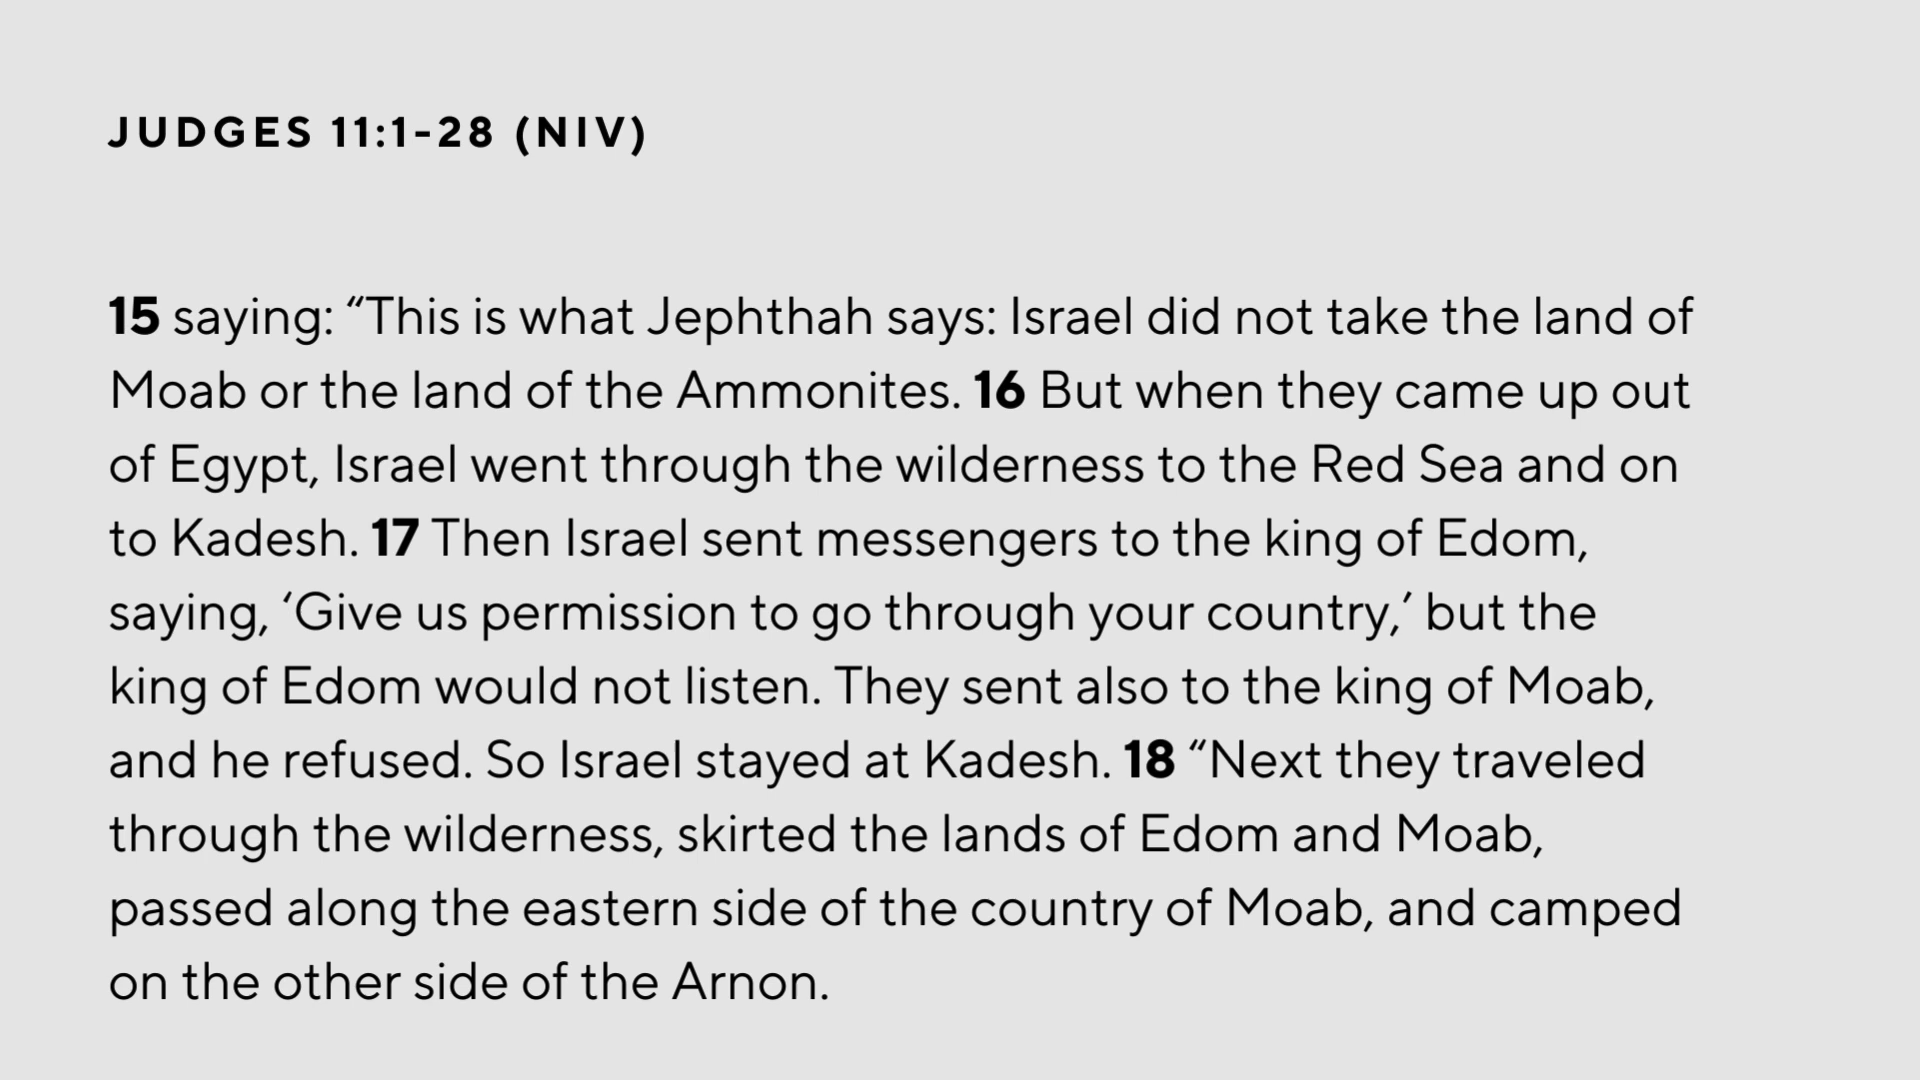 JUDGES 11:1-28 (NIV)
15 saying: “This is what Jephthah says: Israel did not take the land of
Moab or the land of the Ammonites. 16 But when they came up out
of Egypt, Israel went through the wilderness to the Red Sea and on
to Kadesh. 17 Then Israel sent messengers to the king of Edom,
saying, ‘Give us permission to go through your country,’ but the
king of Edom would not listen. They sent also to the king of Moab,
and he refused. So Israel stayed at Kadesh. 18 “Next they traveled
through the wilderness, skirted the lands of Edom and Moab,
passed along the eastern side of the country of Moab, and camped
on the other side of the Arnon.